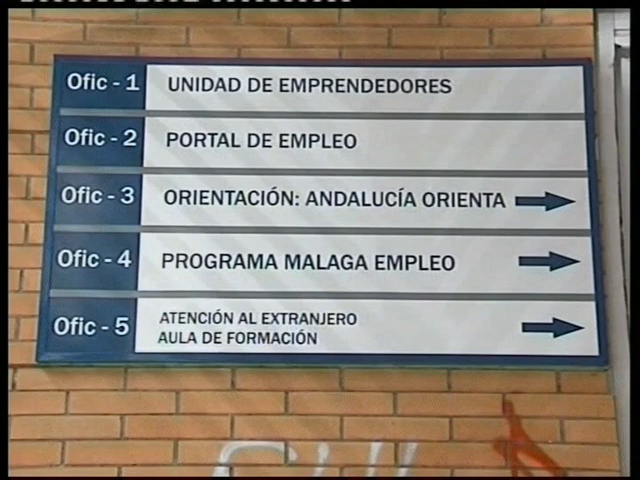 Ofic - 1 UNIDAD DE EMPRENDEDORES
Ofic - 2 PORTAL DE EMPLEO
Ofic - 3 ORIENTACIÓN: ANDALUCÍA ORIENTA
Ofic - 4 PROGRAMA MALAGA EMPLEO
Ofic - 5 ATENCIÓN AL EXTRANJERO
AULA DE FORMACIÓN